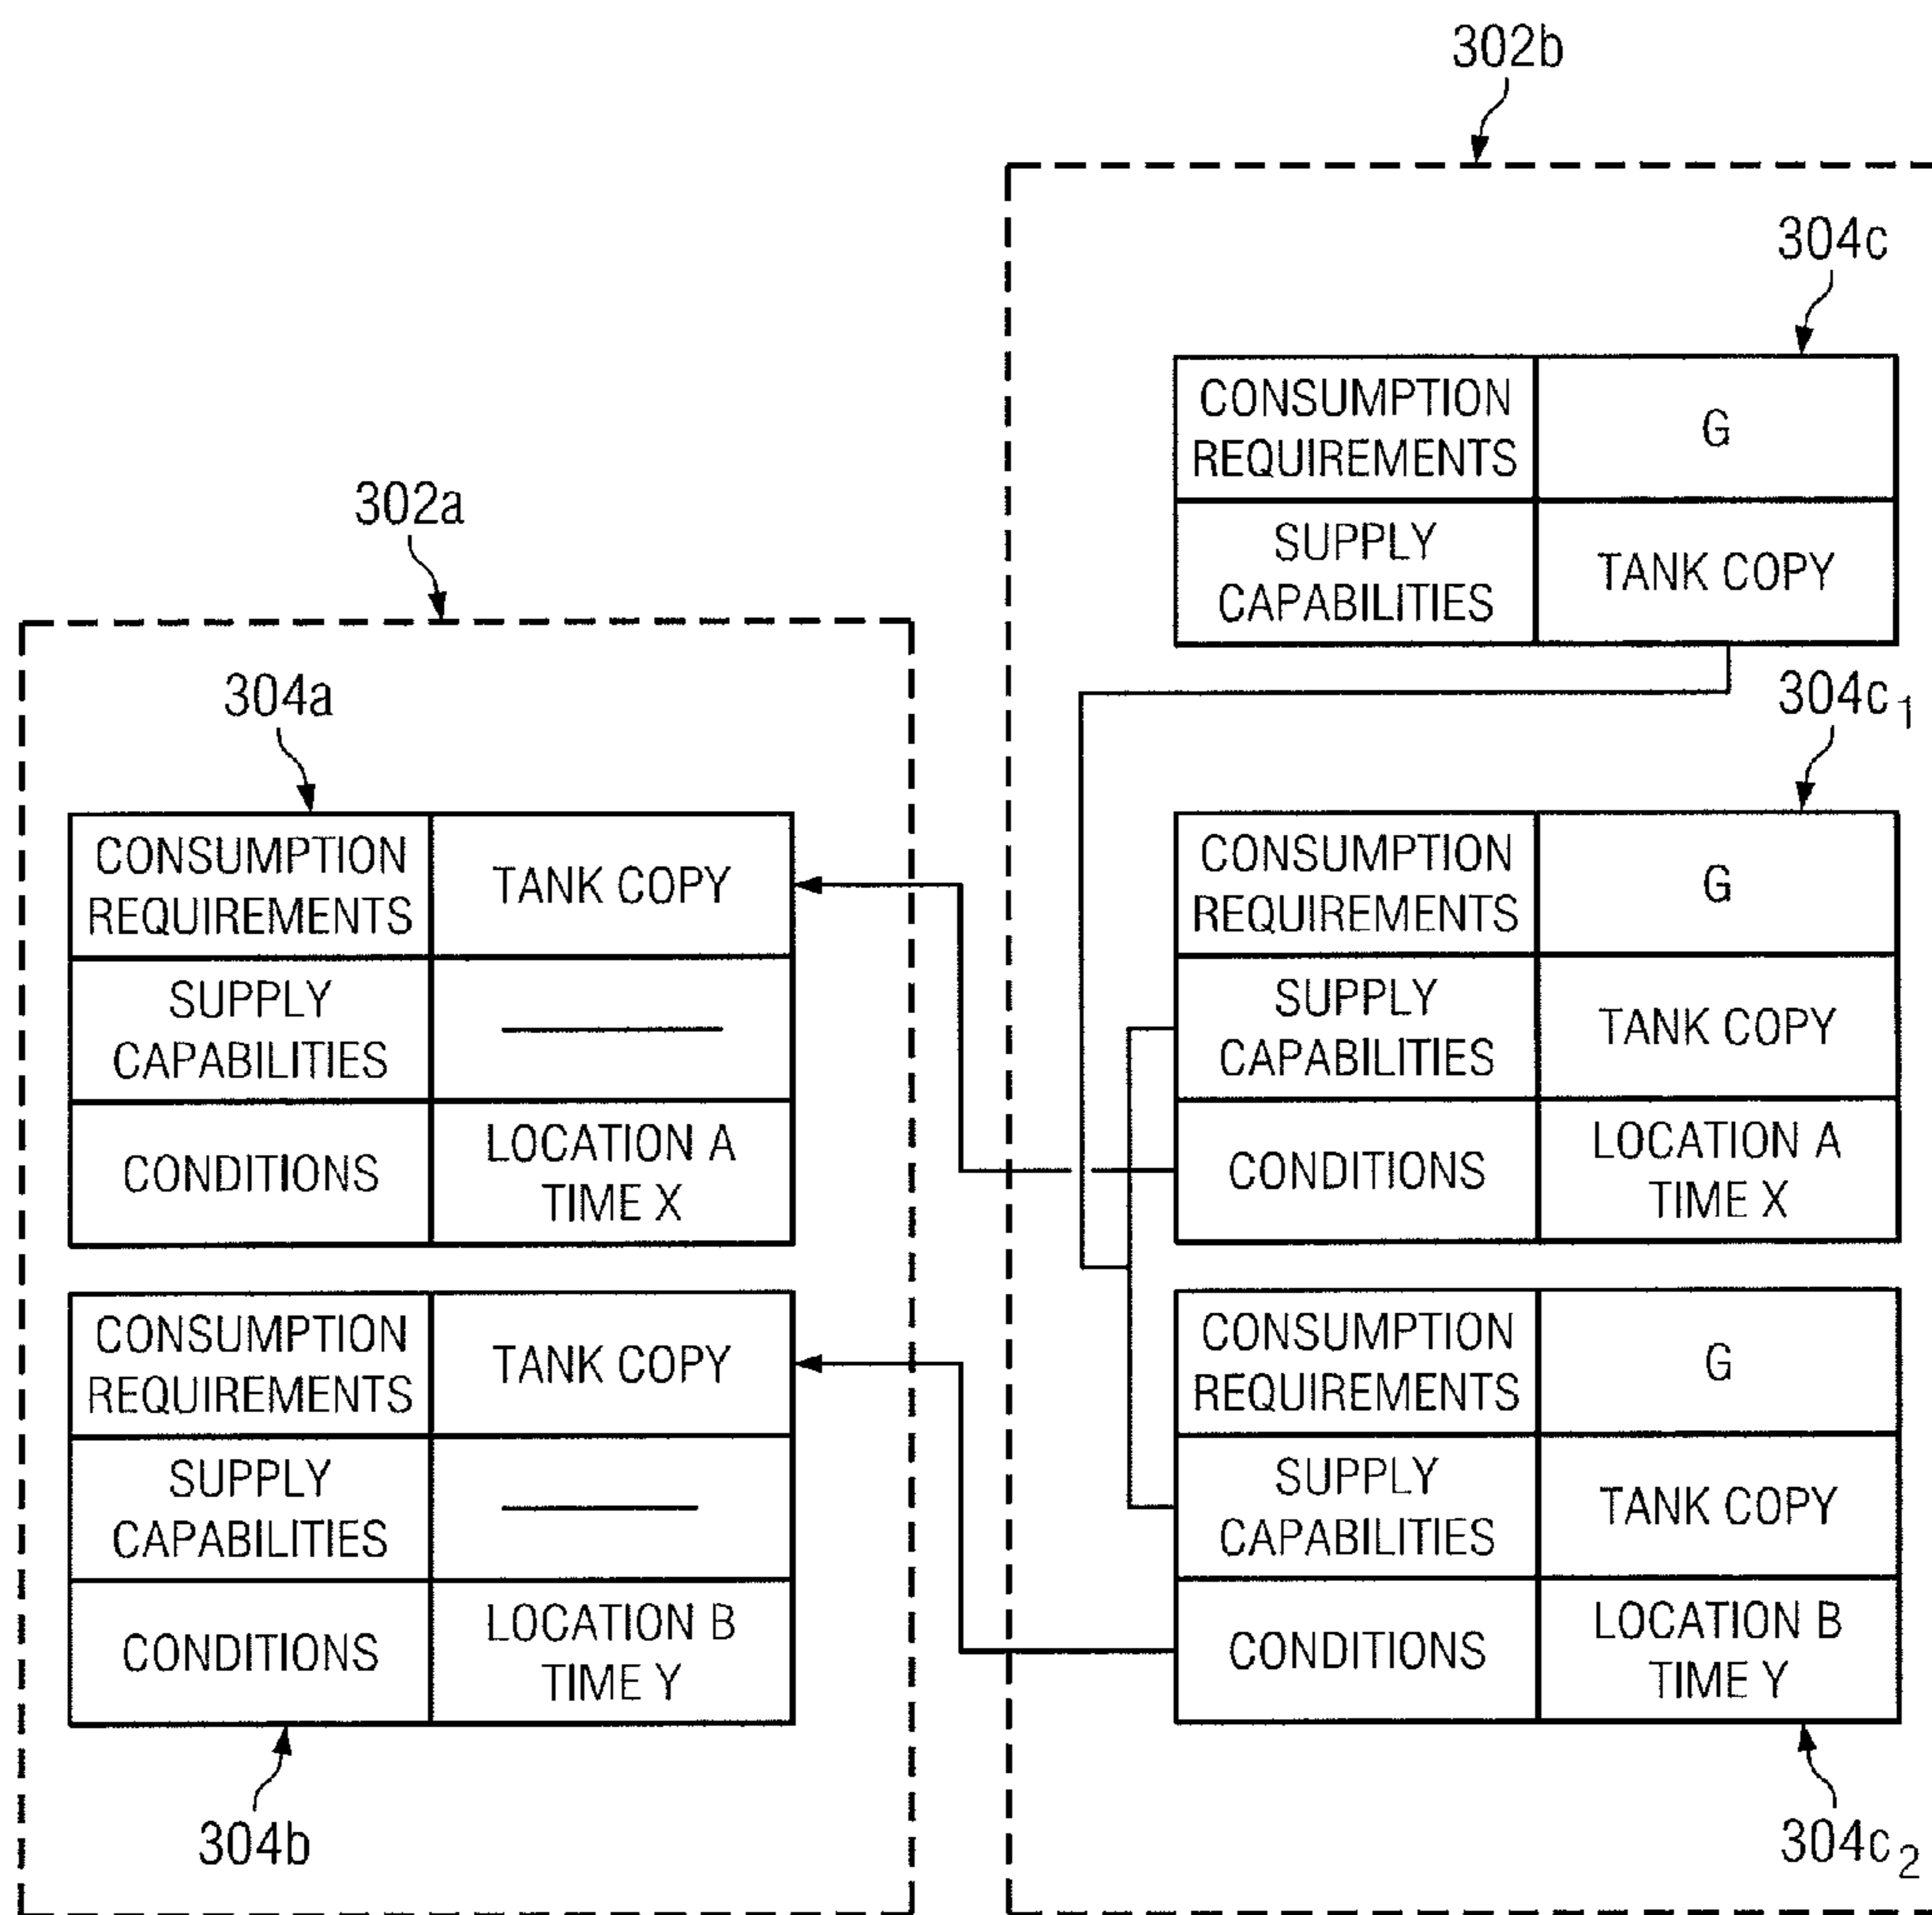 302b
304c
CONSUMPTION
REQUIREMENTS
G
SUPPLY
CAPABILITIES
TANK COPY
302a
304a
CONSUMPTION
REQUIREMENTS
TANK COPY
SUPPLY
CAPABILITIES
CONDITIONS
LOCATION A
TIME X
CONSUMPTION
REQUIREMENTS
TANK COPY
SUPPLY
CAPABILITIES
CONDITIONS
LOCATION B
TIME Y
304b
304c1
CONSUMPTION
REQUIREMENTS
G
SUPPLY
CAPABILITIES
TANK COPY
CONDITIONS
LOCATION A
TIME X
CONSUMPTION
REQUIREMENTS
G
SUPPLY
CAPABILITIES
TANK COPY
CONDITIONS
LOCATION B
TIME Y
304c2